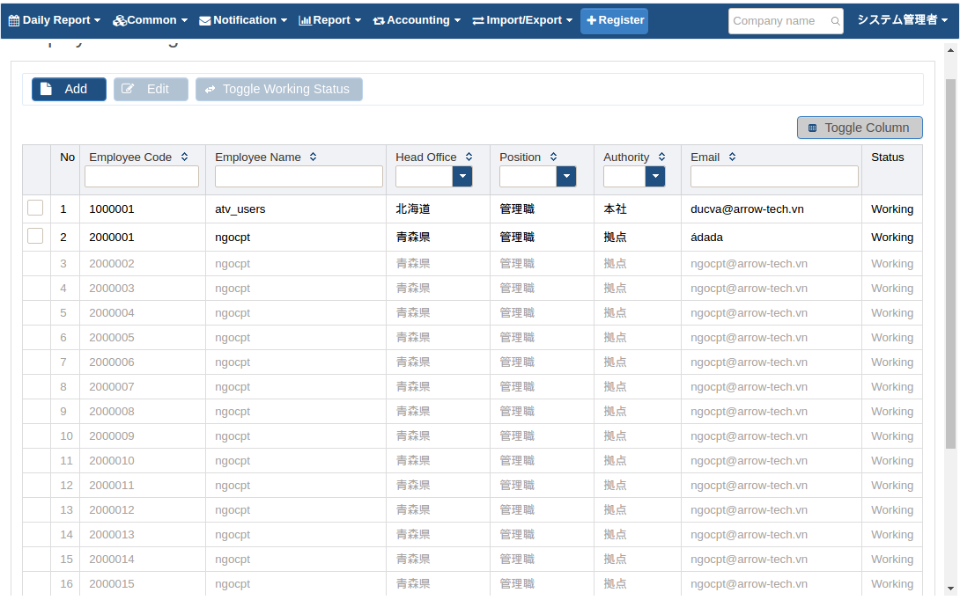 Daily Report Common Notification Report Accounting Import/Export Register Company name システム管理者
Add Edit Toggle Working Status
Toggle Column
No Employee Code Employee Name Head Office Position Authority Email Status
1 1000001 atv_users 北海道 管理職 本社 ducva@arrow-tech.vn Working
2 2000001 ngocpt 青森県 管理職 拠点 ádada Working
3 2000002 ngocpt 青森県 管理職 拠点 ngocpt@arrow-tech.vn Working
4 2000003 ngocpt 青森県 管理職 拠点 ngocpt@arrow-tech.vn Working
5 2000004 ngocpt 青森県 管理職 拠点 ngocpt@arrow-tech.vn Working
6 2000005 ngocpt 青森県 管理職 拠点 ngocpt@arrow-tech.vn Working
7 2000006 ngocpt 青森県 管理職 拠点 ngocpt@arrow-tech.vn Working
8 2000007 ngocpt 青森県 管理職 拠点 ngocpt@arrow-tech.vn Working
9 2000008 ngocpt 青森県 管理職 拠点 ngocpt@arrow-tech.vn Working
10 2000009 ngocpt 青森県 管理職 拠点 ngocpt@arrow-tech.vn Working
11 2000010 ngocpt 青森県 管理職 拠点 ngocpt@arrow-tech.vn Working
12 2000011 ngocpt 青森県 管理職 拠点 ngocpt@arrow-tech.vn Working
13 2000012 ngocpt 青森県 管理職 拠点 ngocpt@arrow-tech.vn Working
14 2000013 ngocpt 青森県 管理職 拠点 ngocpt@arrow-tech.vn Working
15 2000014 ngocpt 青森県 管理職 拠点 ngocpt@arrow-tech.vn Working
16 2000015 ngocpt 青森県 管理職 拠点 ngocpt@arrow-tech.vn Working